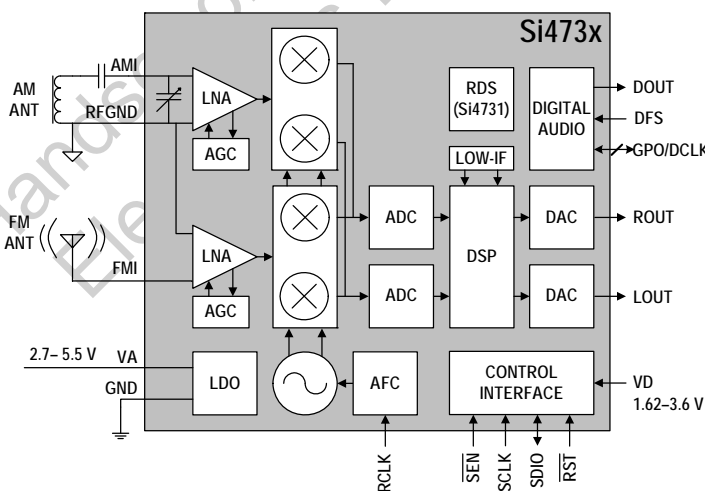 Si473x
AMI
AM
ANT
RFGND
LNA
AGC
RDS
(Si4731)
DIGITAL
AUDIO
DOUT
DFS
GPO/DCLK
LOW-IF
FM
ANT
FMI
LNA
AGC
ADC
DSP
DAC
ROUT
ADC
DAC
LOUT
2.7– 5.5 V
VA
GND
LDO
AFC
CONTROL
INTERFACE
VD
1.62–3.6 V
RCLK
SEN
SCLK
SDIO
RST